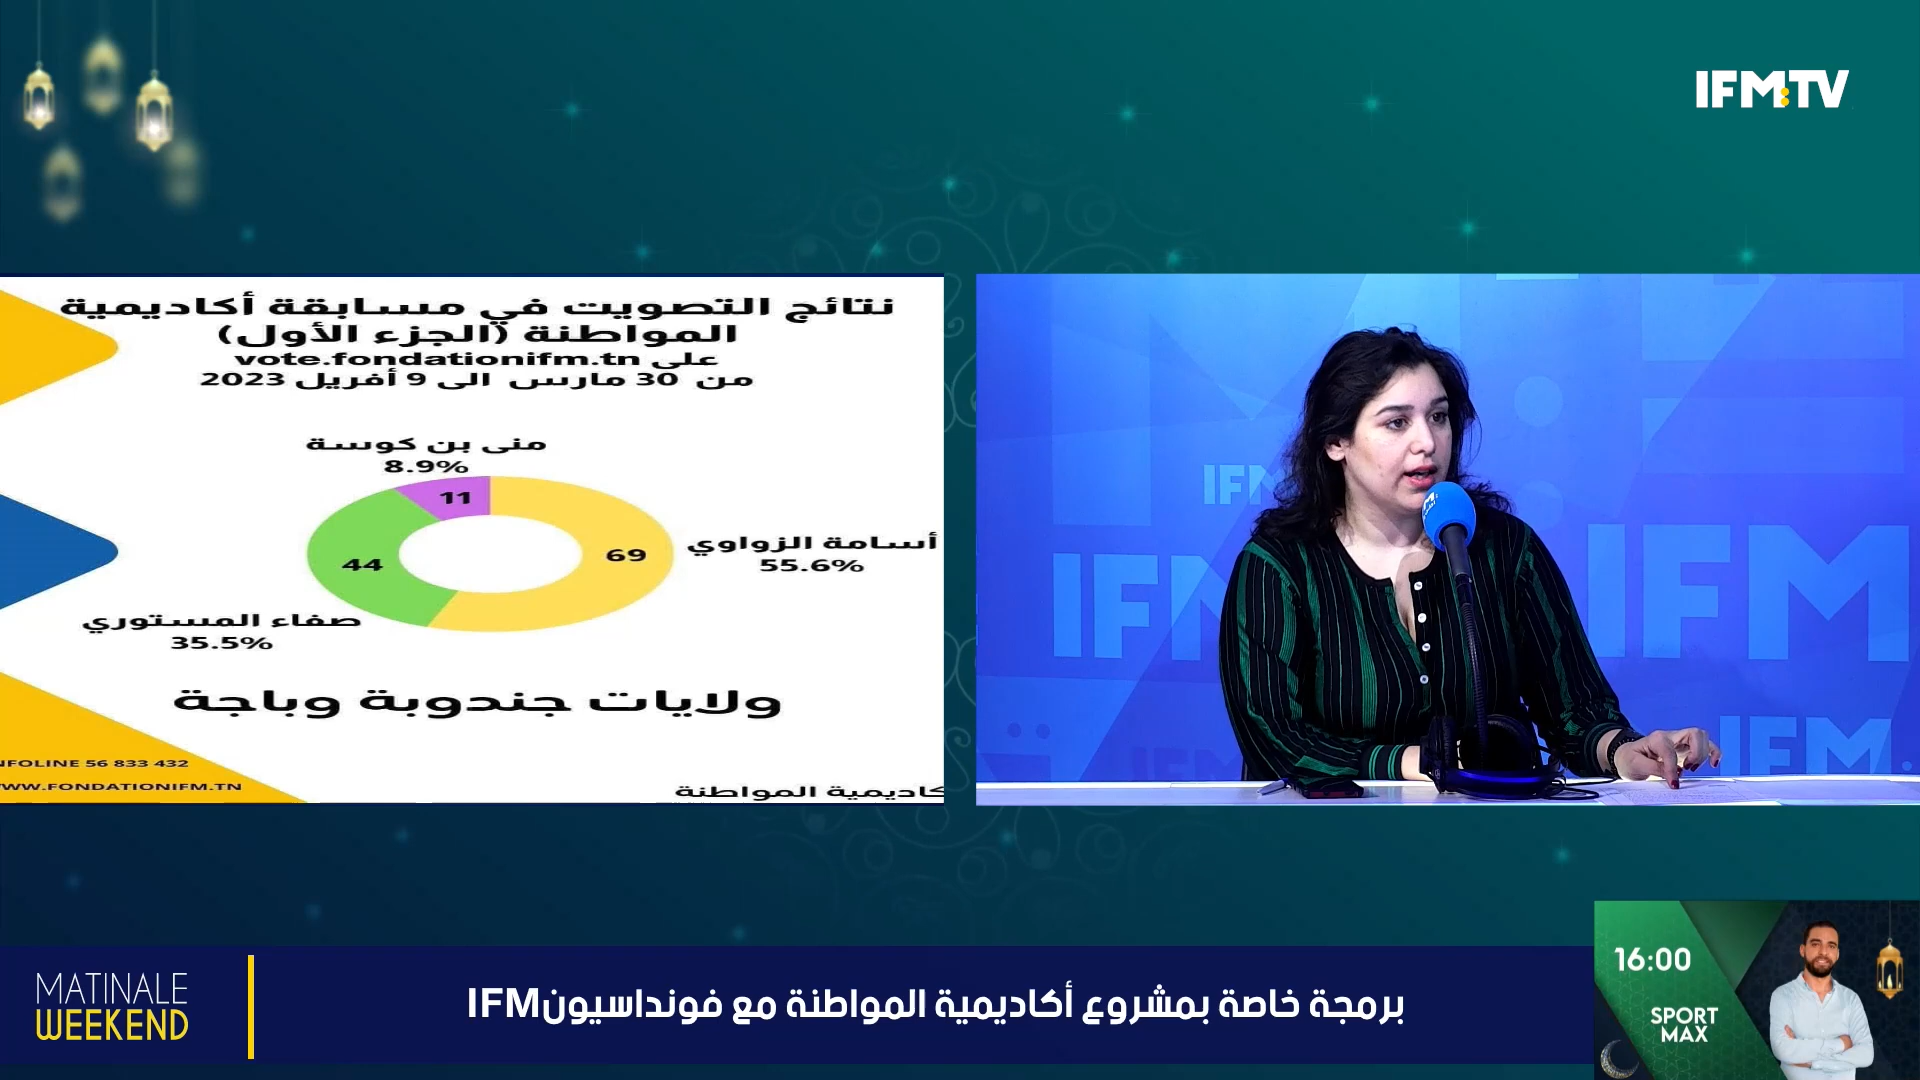 IFM:TV
نتائج التصويت في مسابقة أكاديمية
المواطنة (الجزء الأول)
على vote.fondationifm.tn
من 30 مارس الى 9 أفريل 2023
منى بن كوسة
8.9%
11
أسامة الزواوي
55.6%
69
44
صفاء المستوري
35.5%
ولايات جندوبة وباجة
NFOLINE 56 833 432
WWW.FONDATIONIFM.TN
كاديمية المواطنة
IFM
IFM
IFM
IFM
IFM
16:00
SPORT
MAX
MATINALE
WEEKEND
برمجة خاصة بمشروع أكاديمية المواطنة مع فونداسيونIFM